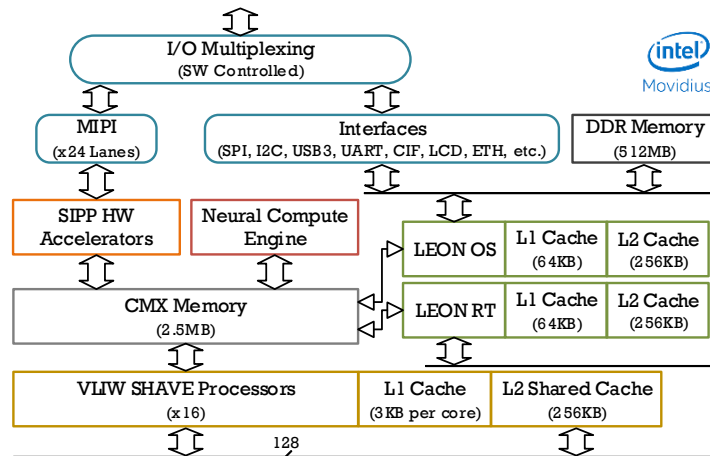 I/O Multiplexing
(SW Controlled)
intel
Movidius
MIPI
(x24 Lanes)
Interfaces
(SPI, I2C, USB3, UART, CIF, LCD, ETH, etc.)
DDR Memory
(512MB)
SIPP HW
Accelerators
Neural Compute
Engine
LEON OS
L1 Cache
(64KB)
L2 Cache
(256KB)
CMX Memory
(2.5MB)
LEON RT
L1 Cache
(64KB)
L2 Cache
(256KB)
VLIW SHAVE Processors
(x16)
L1 Cache
(3KB per core)
L2 Shared Cache
(256KB)
128